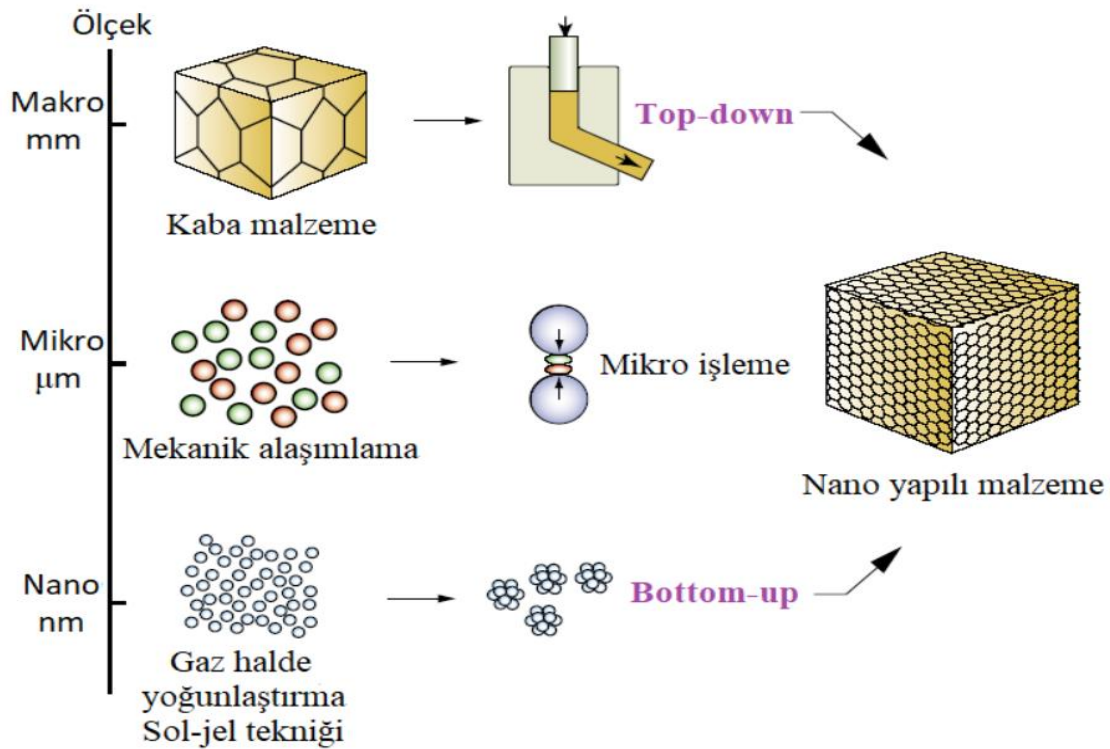 Ölçek
Makro
mm
Top-down
Kaba malzeme
Mikro
μm
Mikro işleme
Mekanik alaşımlama
Nano yapılı malzeme
Nano
nm
Bottom-up
Gaz halde
yoğunlaştırma
Sol-jel tekniği